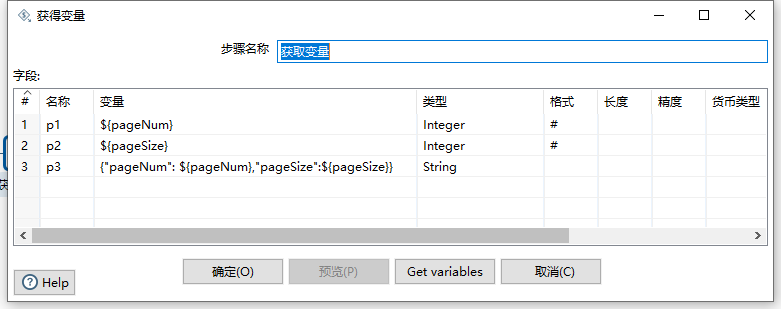 获得变量
步骤名称 获取变量
字段:
# 名称 变量 类型 格式 长度 精度 货币类型
1 p1 ${pageNum} Integer #
2 p2 ${pageSize} Integer #
3 p3 {"pageNum": ${pageNum},"pageSize":${pageSize}} String
确定(O) 预览(P) Get variables 取消(C)
Help